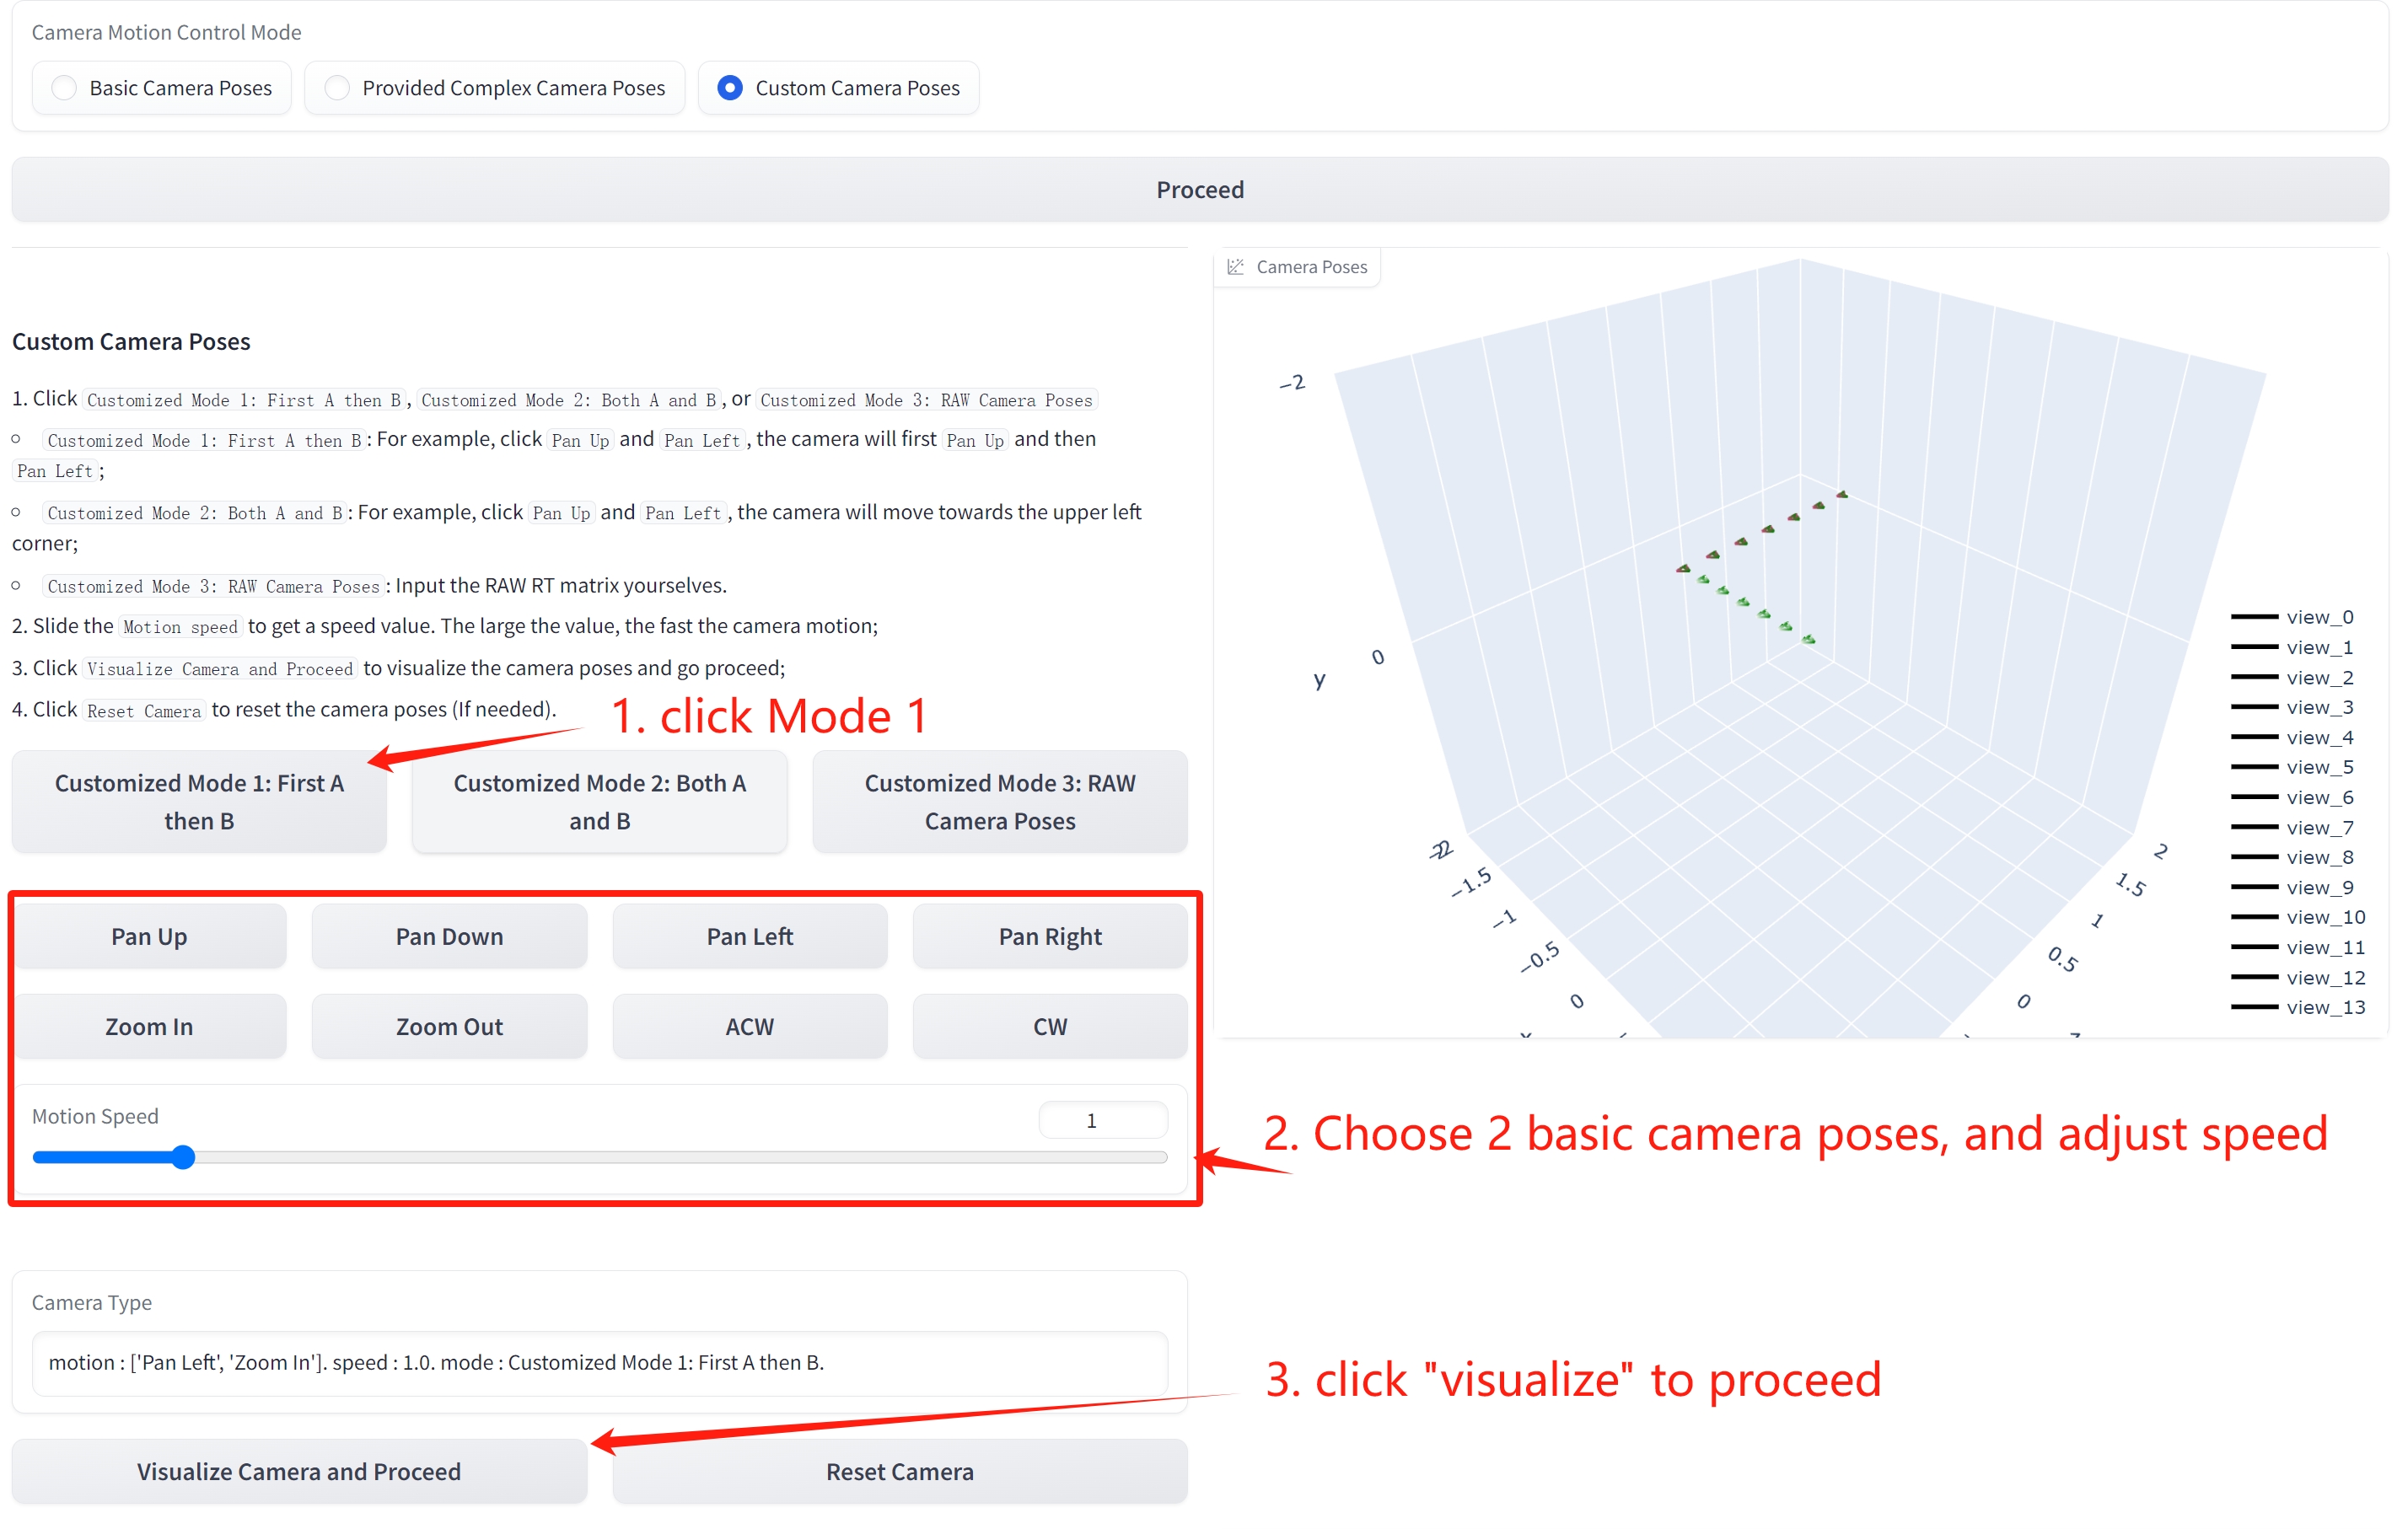 Camera Motion Control Mode
Basic Camera Poses
Provided Complex Camera Poses
Custom Camera Poses
Proceed
Custom Camera Poses
1. Click Customized Mode 1: First A then B, Customized Mode 2: Both A and B, or Customized Mode 3: RAW Camera Poses
Customized Mode 1: First A then B: For example, click Pan Up and Pan Left, the camera will first Pan Up and then
Pan Left;
Customized Mode 2: Both A and B: For example, click Pan Up and Pan Left, the camera will move towards the upper left
corner;
Customized Mode 3: RAW Camera Poses: Input the RAW RT matrix yourselves.
2. Slide the Motion speed to get a speed value. The large the value, the fast the camera motion;
3. Click Visualize Camera and Proceed to visualize the camera poses and go proceed;
4. Click Reset Camera to reset the camera poses (If needed).
1. click Mode 1
Customized Mode 1: First A
then B
Customized Mode 2: Both A
and B
Customized Mode 3: RAW
Camera Poses
Pan Up
Pan Down
Pan Left
Pan Right
Zoom In
Zoom Out
ACW
CW
Motion Speed
1
Camera Type
motion : ['Pan Left', 'Zoom In']. speed : 1.0. mode : Customized Mode 1: First A then B.
Visualize Camera and Proceed
Reset Camera
Camera Poses
−2
0
y
−2
2
−1.5
−1
−0.5
0
2
1.5
1
0.5
0
view_0
view_1
view_2
view_3
view_4
view_5
view_6
view_7
view_8
view_9
view_10
view_11
view_12
view_13
2. Choose 2 basic camera poses, and adjust speed
3. click "visualize" to proceed